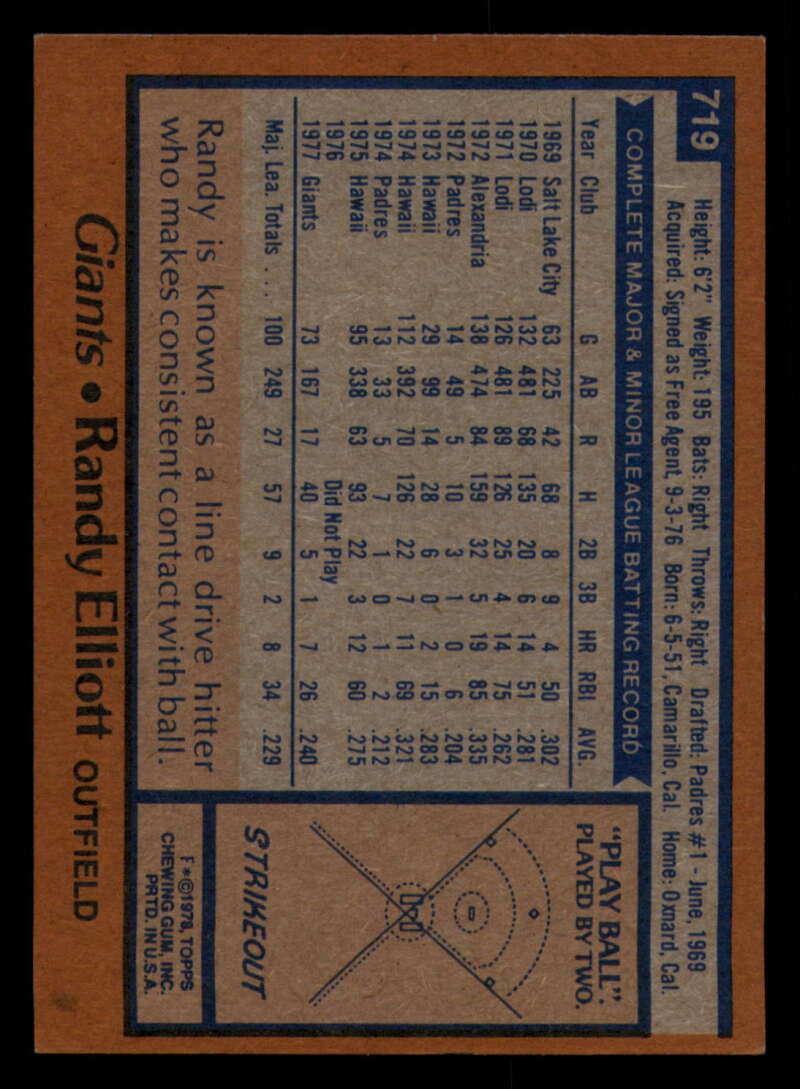 719
Height: 6'2" Weight: 195 Bats: Right Throws: Right Drafted: Padres #1 - June, 1969
Acquired: Signed as Free Agent, 9-3-76 Born: 6-5-51, Camarillo, Cal. Home: Oxnard, Cal.
COMPLETE MAJOR & MINOR LEAGUE BATTING RECORD
Year Club G AB R H 2B 3B HR RBI AVG.
1969 Salt Lake City 63 225 42 68 8 9 4 50 .302
1970 Lodi 132 481 68 135 20 6 14 51 .281
1971 Lodi 126 481 89 126 25 4 14 75 .262
1972 Alexandria 138 474 84 159 32 5 19 85 .335
1972 Padres 14 49 5 10 3 1 0 6 .204
1973 Hawaii 29 99 14 28 6 0 2 15 .283
1974 Hawaii 112 392 70 126 22 7 11 69 .321
1974 Padres 13 33 5 7 1 0 1 2 .212
1975 Hawaii 95 338 63 93 22 3 12 60 .275
1976 Did Not Play
1977 Giants 73 167 17 40 5 1 7 26 .240
Maj. Lea. Totals . . . 100 249 27 57 9 2 8 34 .229
Randy is known as a line drive hitter
who makes consistent contact with ball.
"PLAY BALL":
PLAYED BY TWO.
STRIKEOUT
F*©1978, TOPPS
CHEWING GUM, INC.
PRTD. IN U.S.A.
Giants • Randy Elliott OUTFIELD